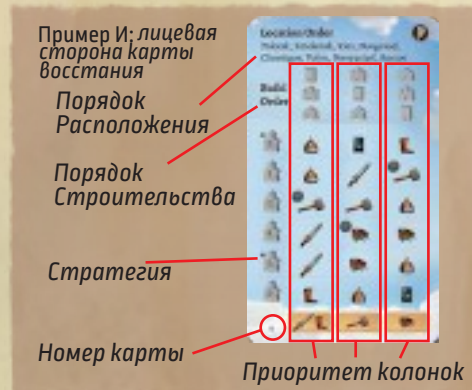 Пример И: лицевая
сторона карты
восстания
Порядок
Расположения
Порядок
Строительства
Стратегия
Номер карты
Приоритет колонок
Location Order
Build
Order